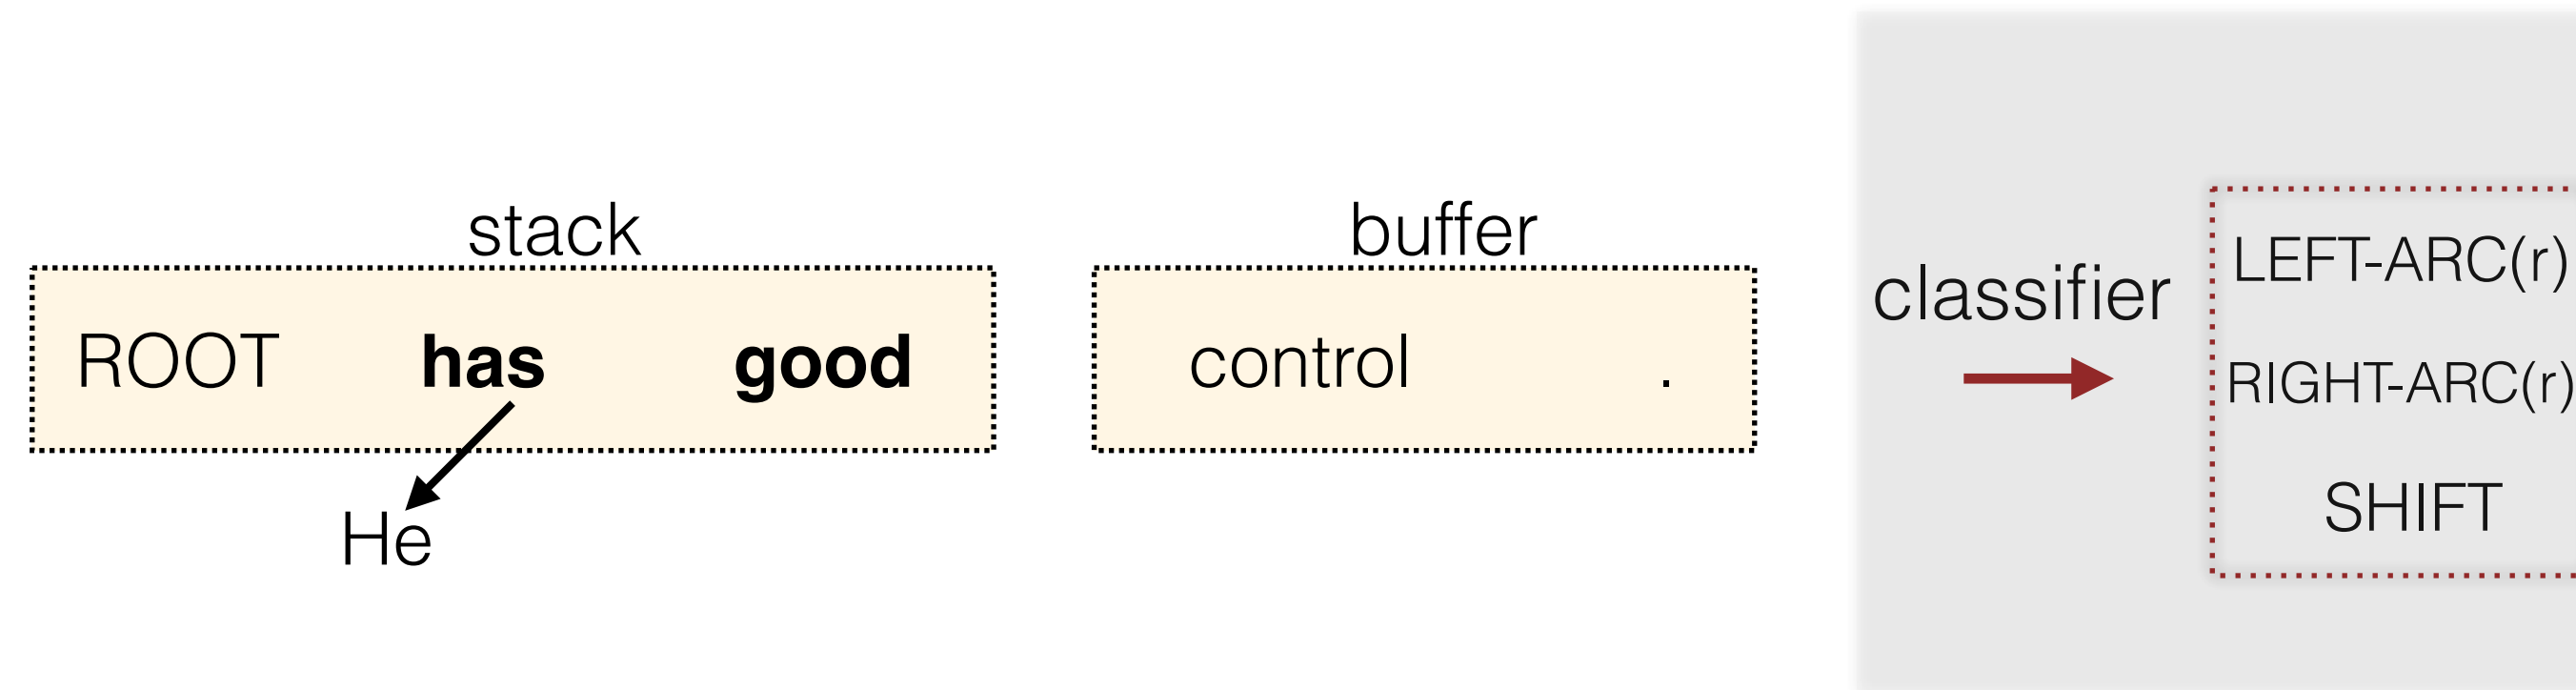 stack
ROOT has good
He
buffer
control .
classifier
LEFT-ARC(r)
RIGHT-ARC(r)
SHIFT